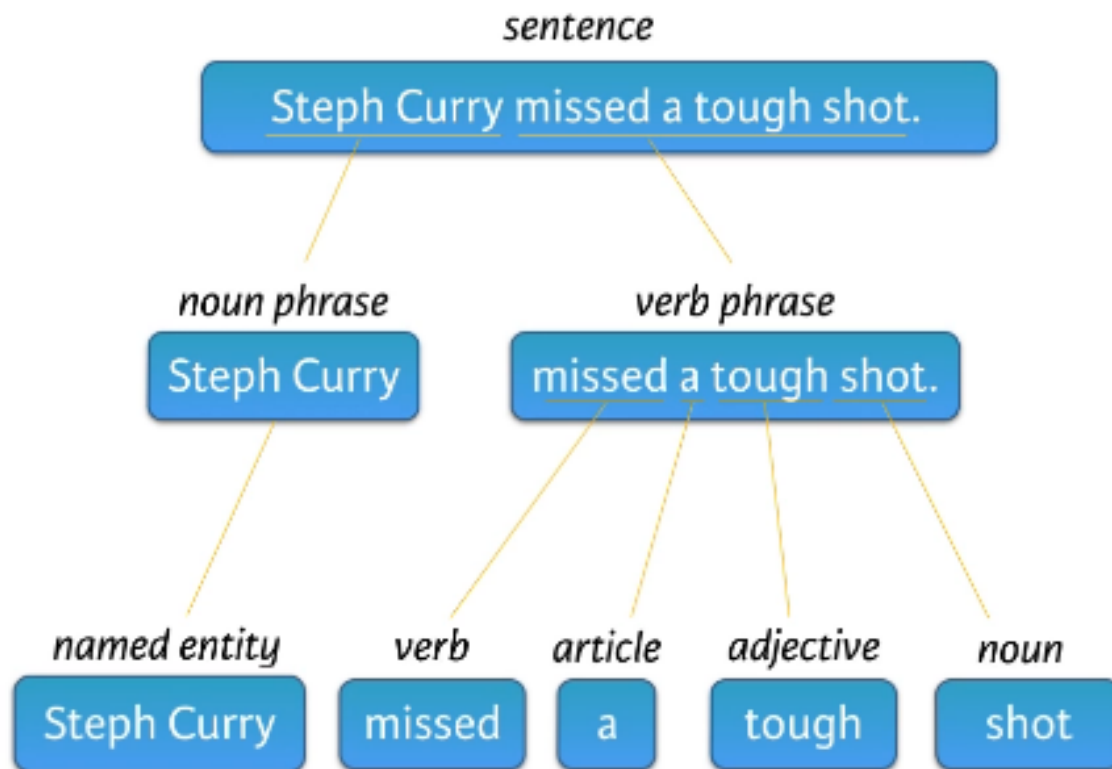 sentence
Steph Curry missed a tough shot.
noun phrase verb phrase
Steph Curry missed a tough shot.
named entity verb article adjective noun
Steph Curry missed a tough shot